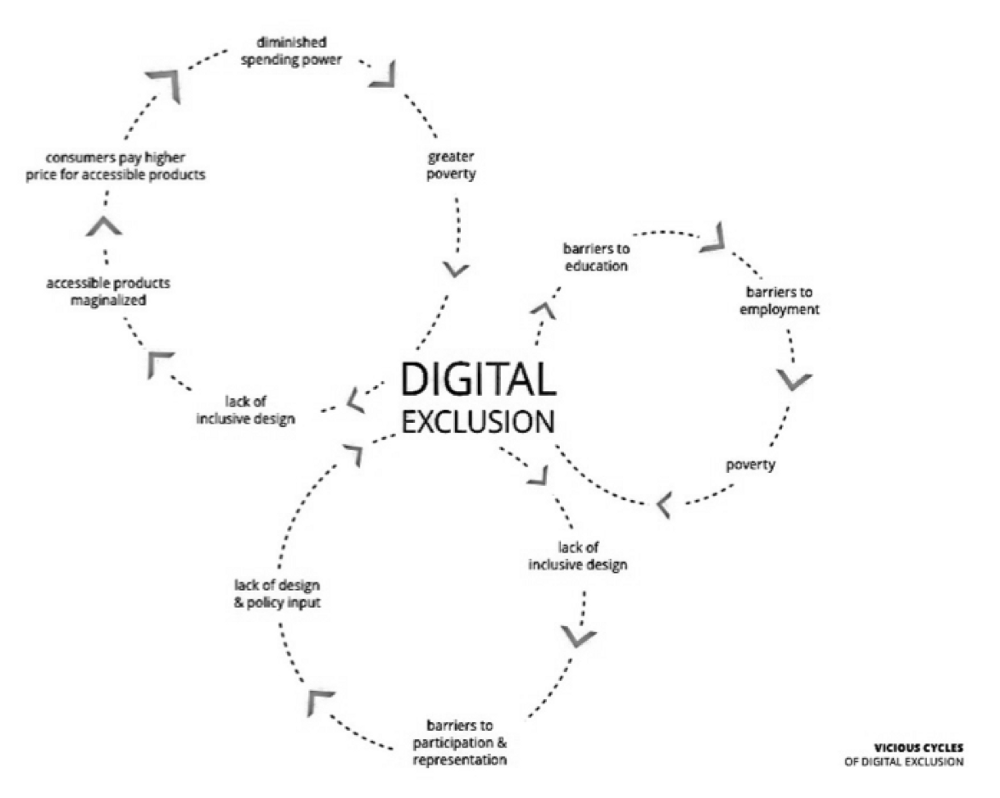 diminished
spending power
greater
poverty
consumers pay higher
price for accessible products
accessible products
maginalized
lack of
inclusive design
DIGITAL
EXCLUSION
barriers to
education
barriers to
employment
poverty
lack of
inclusive design
barriers to
participation &
representation
lack of design
& policy input
VICIOUS CYCLES
OF DIGITAL EXCLUSION